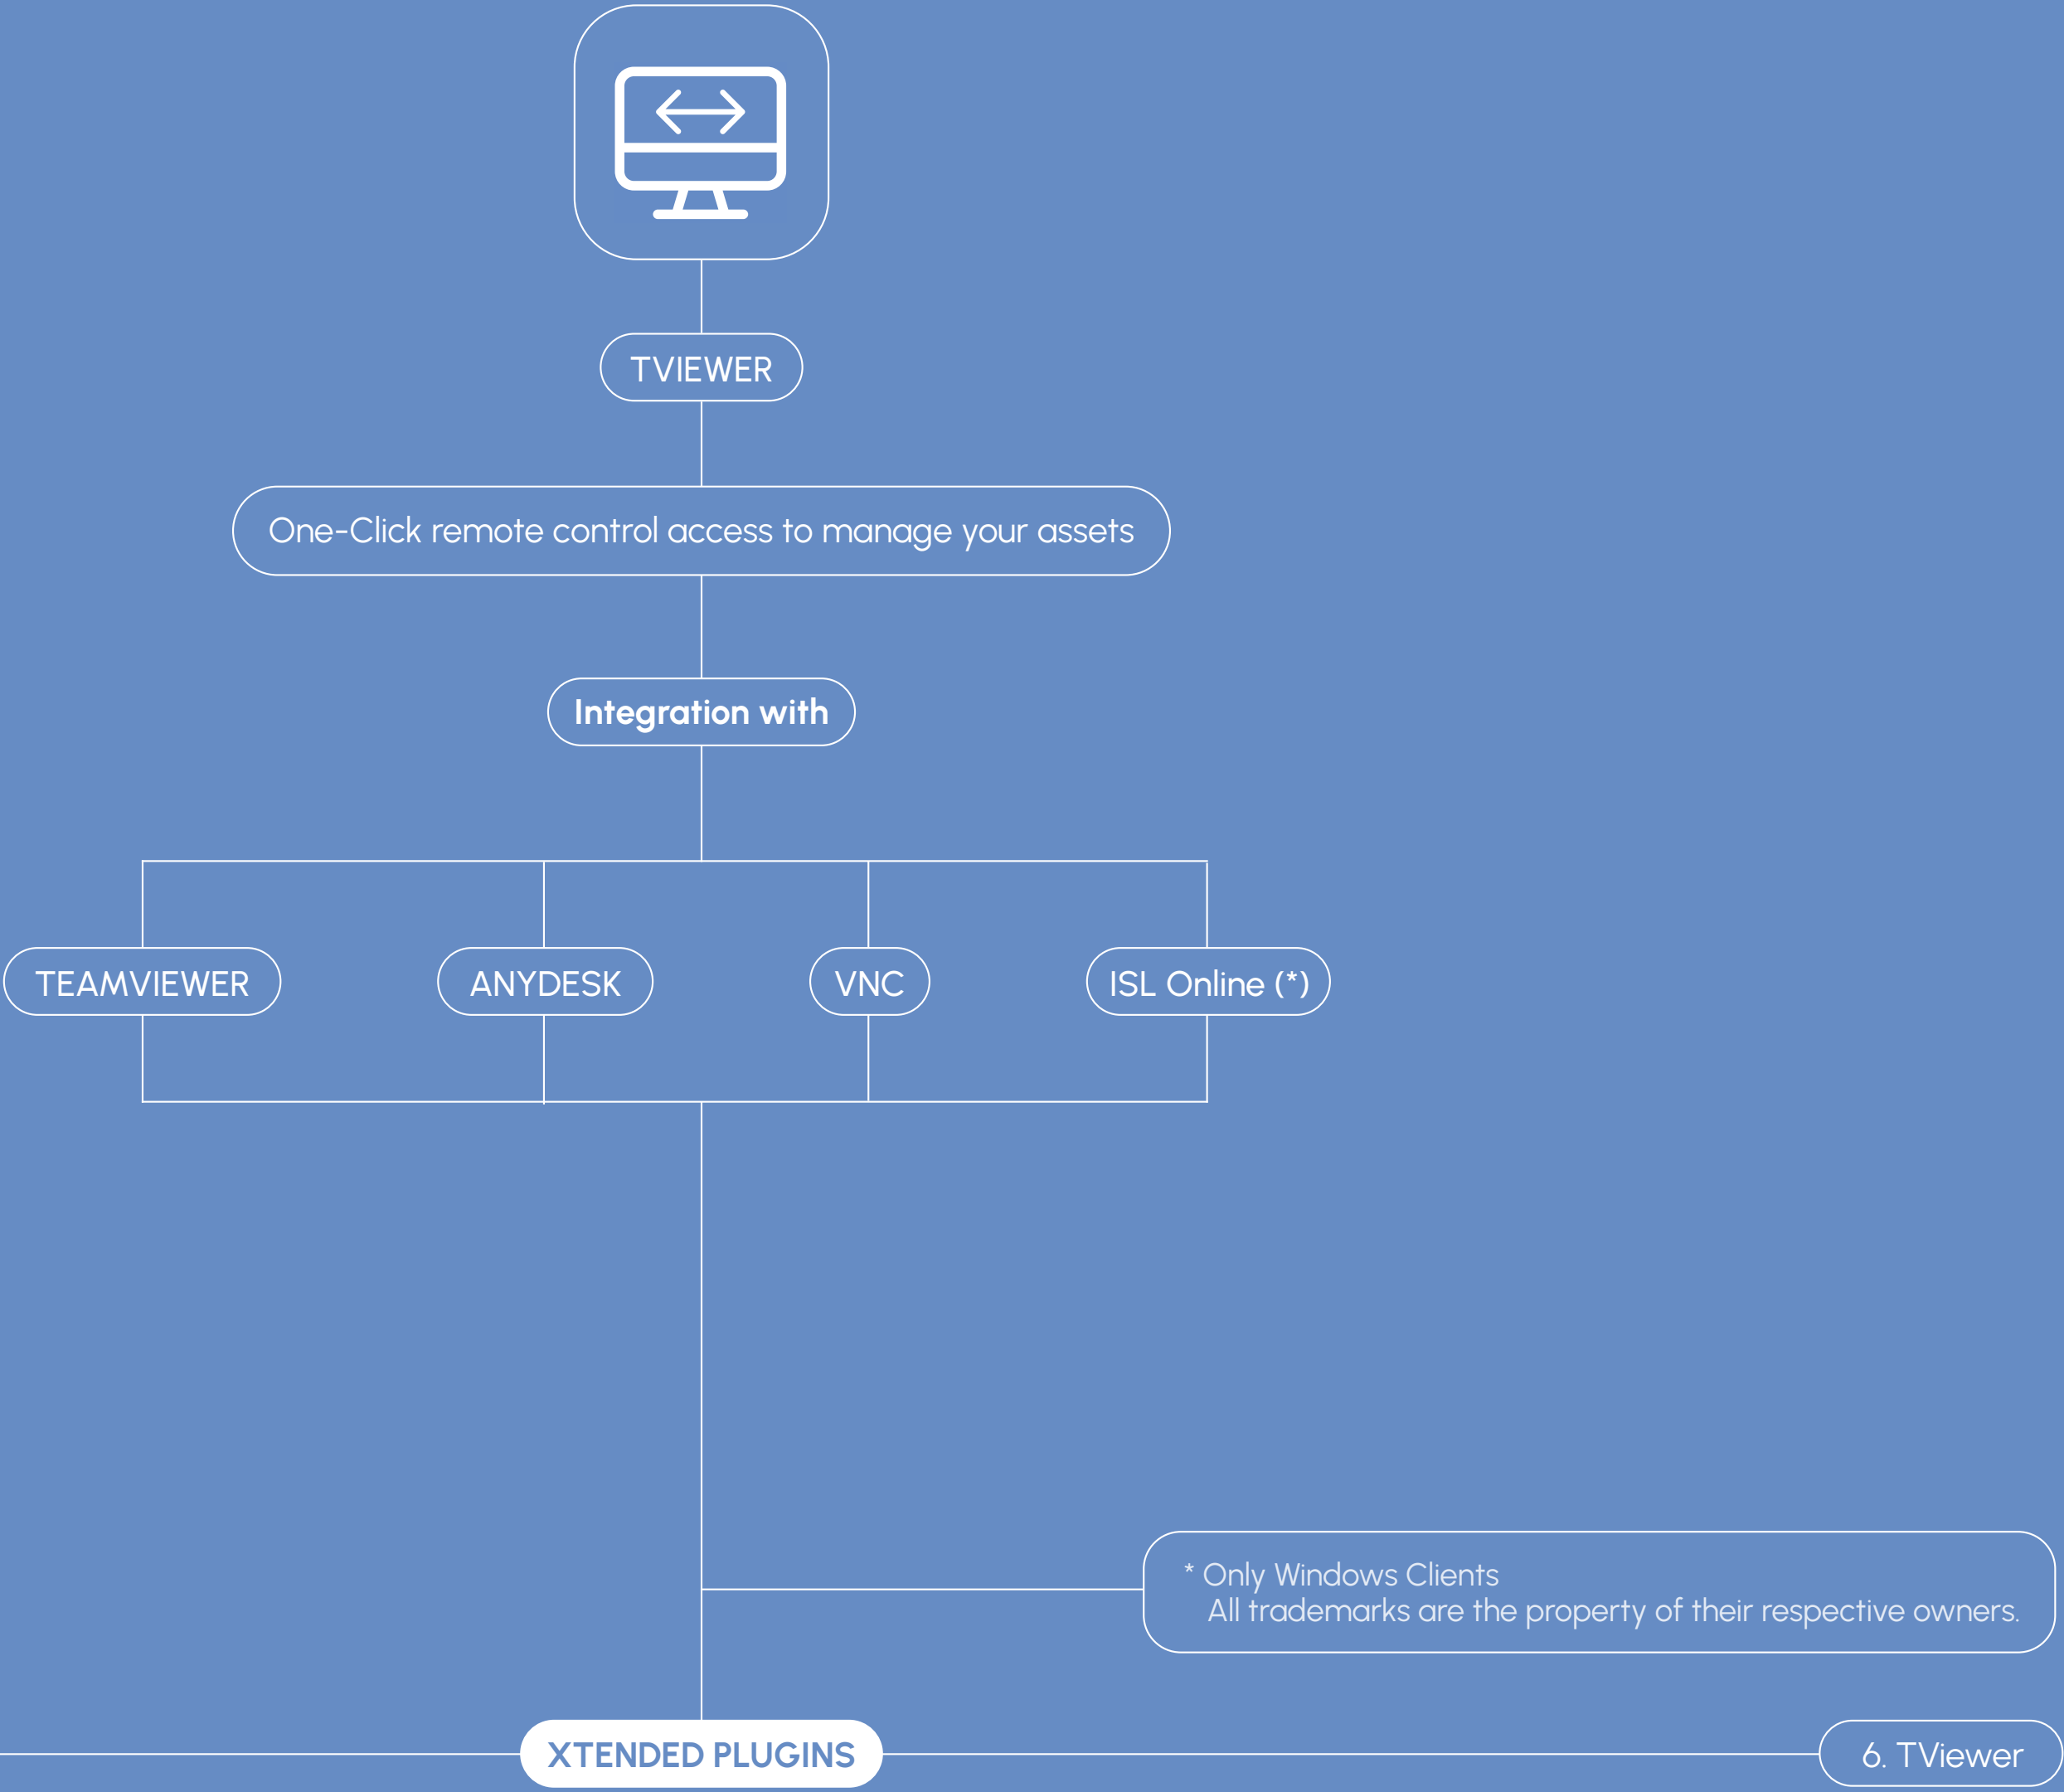 TVIEWER
One-Click remote control access to manage your assets
Integration with
TEAMVIEWER
ANYDESK
VNC
ISL Online (*)
* Only Windows Clients
All trademarks are the property of their respective owners.
XTENDED PLUGINS
6. TViewer